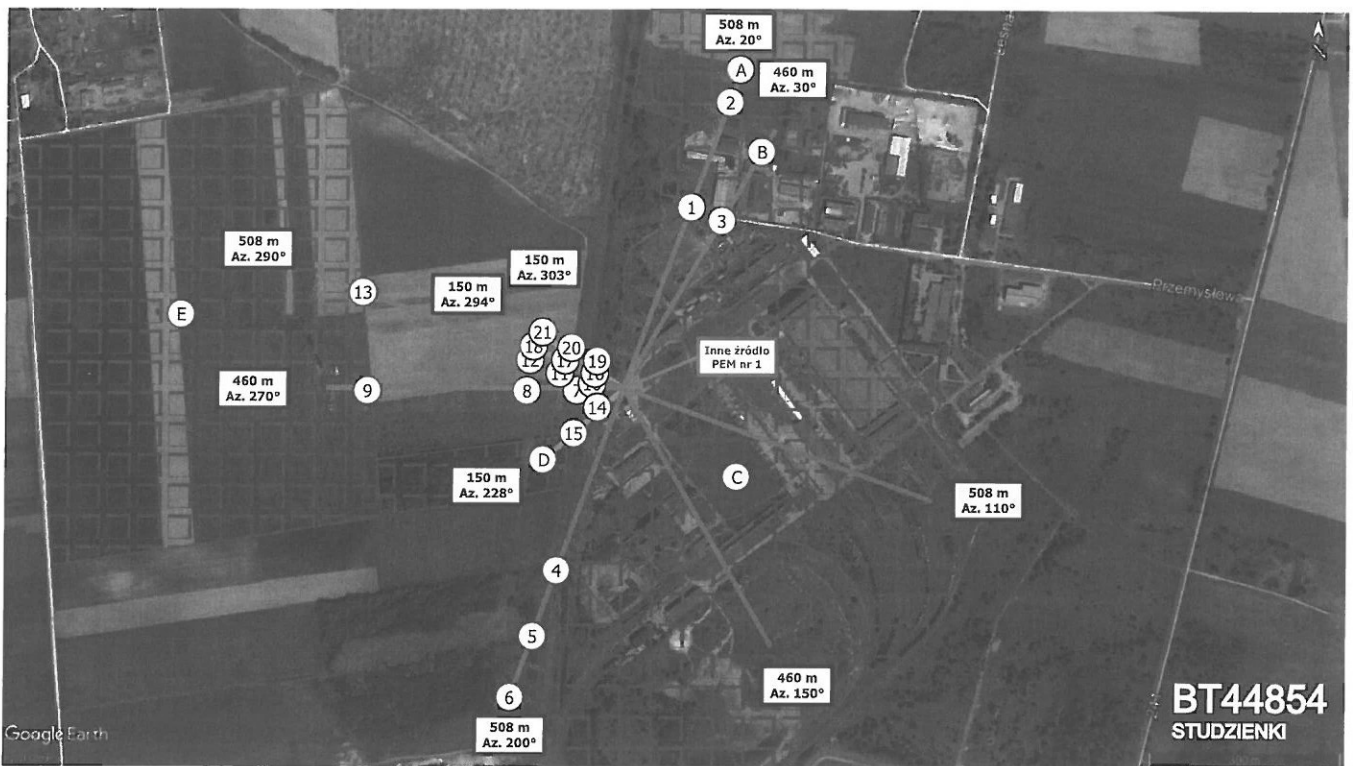 508 m
Az. 20°
A
460 m
Az. 30°
2
B
1
3
Leśna
508 m
Az. 290°
150 m
Az. 303°
150 m
Az. 294°
13
Przemysłowa
E
21
20
19
18
12
17
11
Inne źródło
PEM nr 1
460 m
Az. 270°
9
8
7
14
15
D
150 m
Az. 228°
C
508 m
Az. 110°
4
5
6
460 m
Az. 150°
508 m
Az. 200°
BT44854
STUDZIENKI
Google Earth